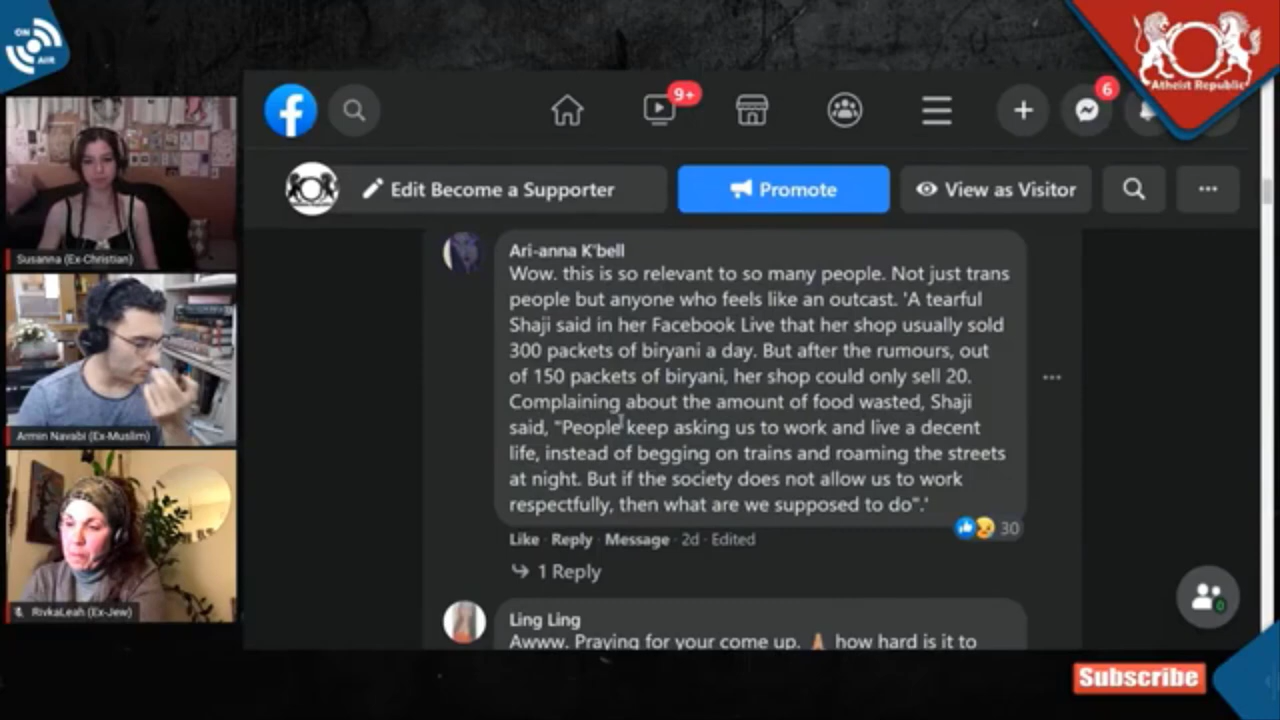 ON
AIR
Atheist Republic
9+
6
Edit Become a Supporter
Promote
View as Visitor
Susanna (Ex-Christian)
Armin Navabi (Ex-Muslim)
RivkaLeah (Ex-Jew)
Ari-anna K'bell
Wow. this is so relevant to so many people. Not just trans
people but anyone who feels like an outcast. 'A tearful
Shaji said in her Facebook Live that her shop usually sold
300 packets of biryani a day. But after the rumours, out
of 150 packets of biryani, her shop could only sell 20.
Complaining about the amount of food wasted, Shaji
said, "People keep asking us to work and live a decent
life, instead of begging on trains and roaming the streets
at night. But if the society does not allow us to work
respectfully, then what are we supposed to do".'
30
Like · Reply · Message · 2d · Edited
1 Reply
Ling Ling
Awww. Praying for your come up. 🙏 how hard is it to
0
Subscribe